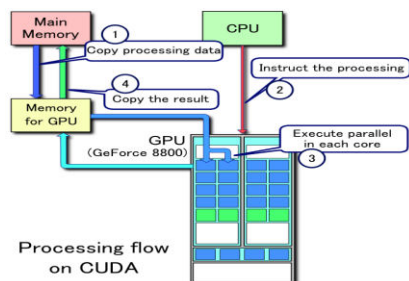 Main
Memory
1
Copy processing data
CPU
4
Copy the result
Instruct the processing
2
Memory
for GPU
GPU
(GeForce 8800)
Execute parallel
in each core
3
Processing flow
on CUDA